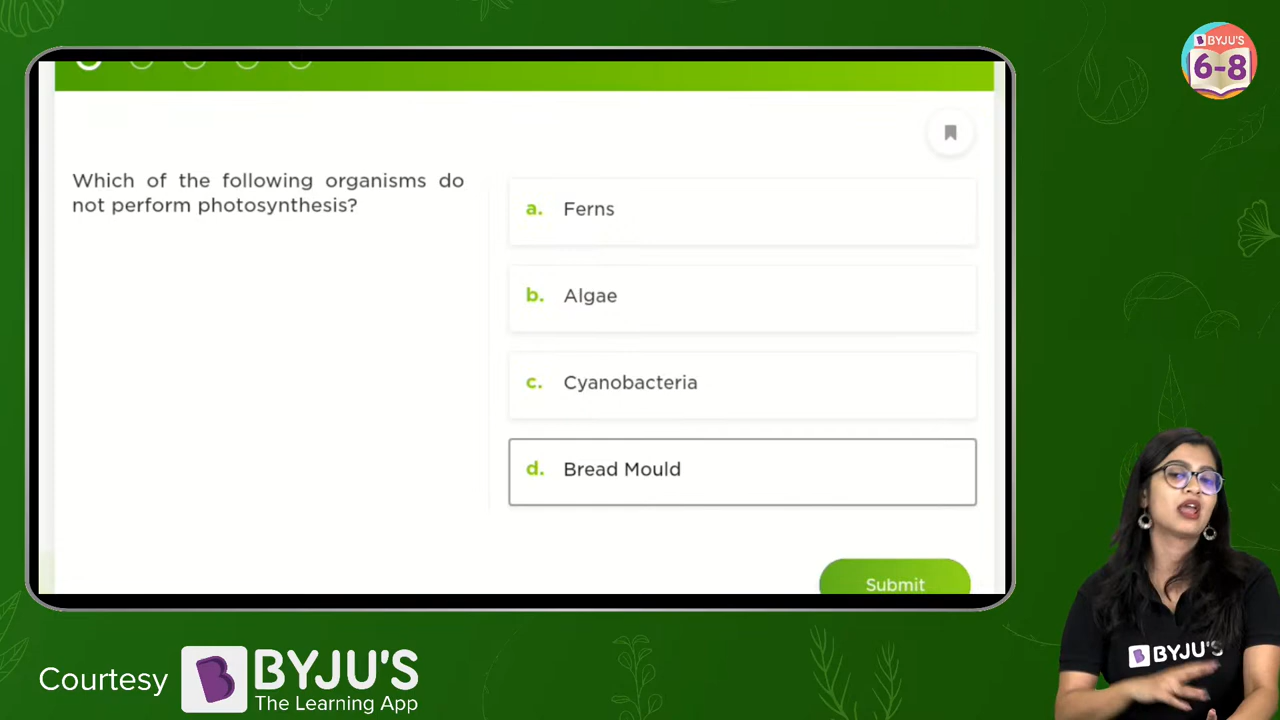 BYJU'S
6-8
Which of the following organisms do
not perform photosynthesis?
a. Ferns
b. Algae
c. Cyanobacteria
d. Bread Mould
Submit
BYJU'S
Courtesy
BYJU'S
The Learning App